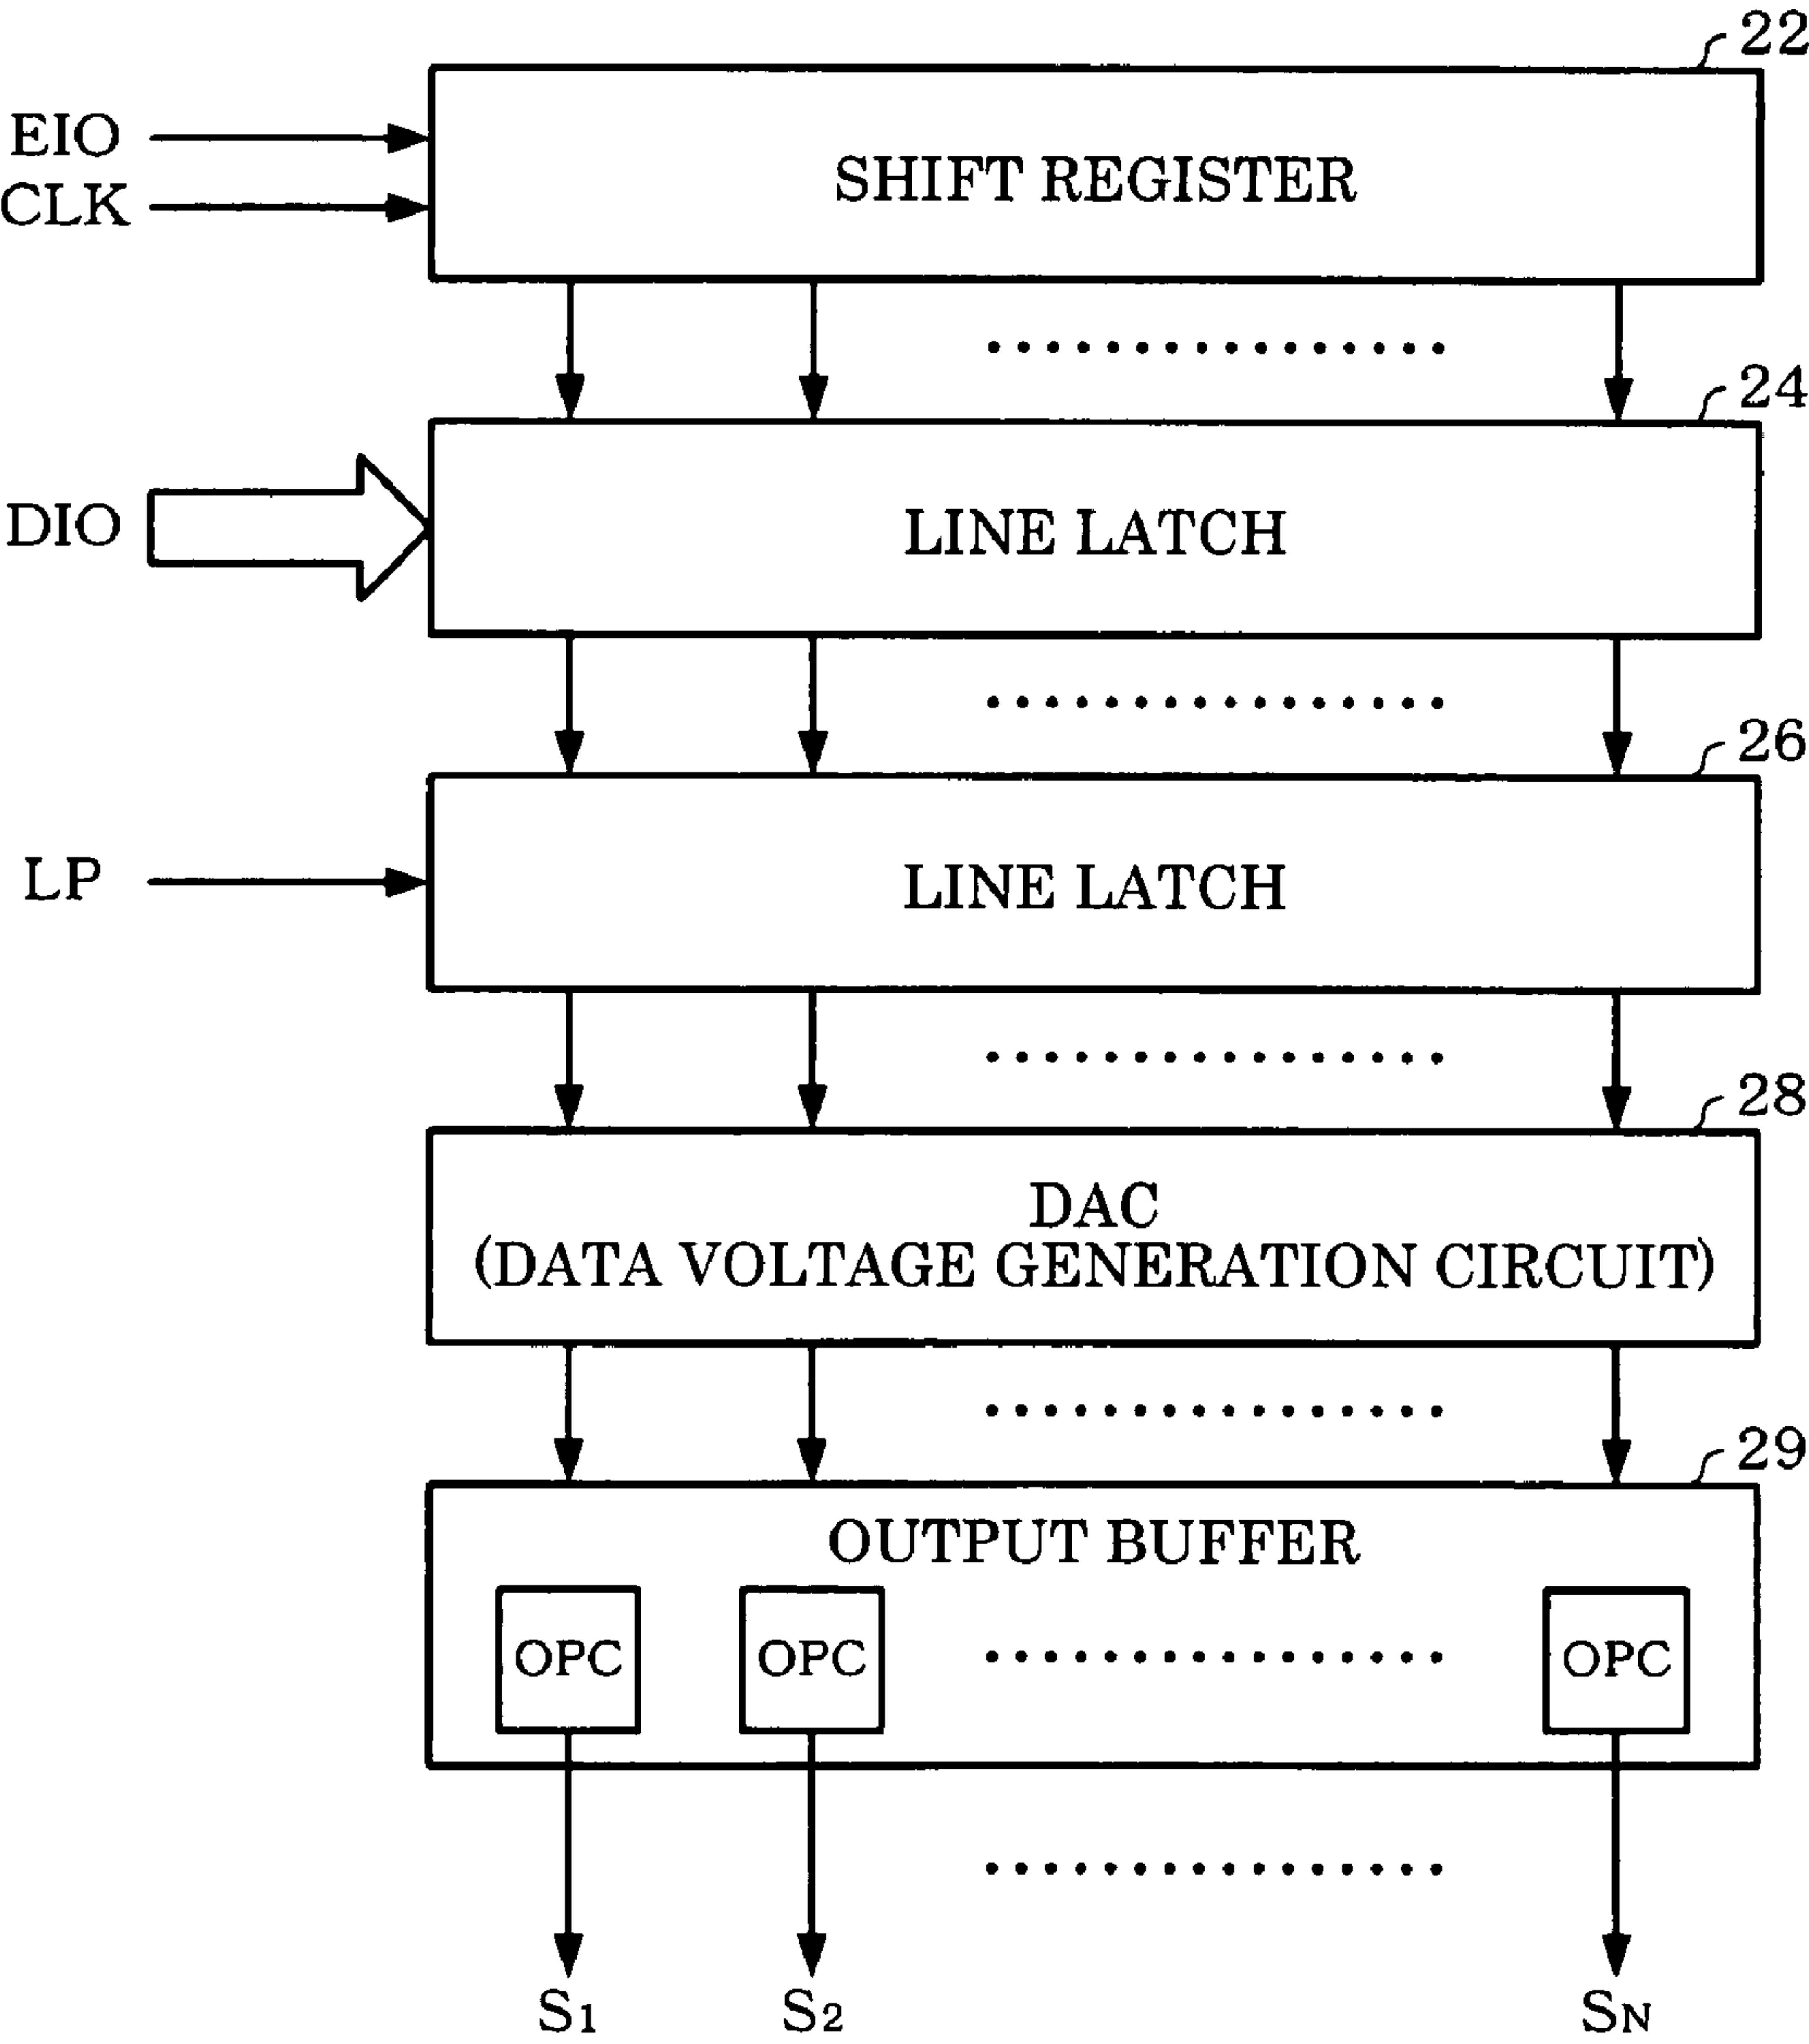 22
EIO
CLK
SHIFT REGISTER
24
DIO
LINE LATCH
26
LP
LINE LATCH
28
DAC
(DATA VOLTAGE GENERATION CIRCUIT)
29
OUTPUT BUFFER
OPC OPC OPC
S1 S2 SN